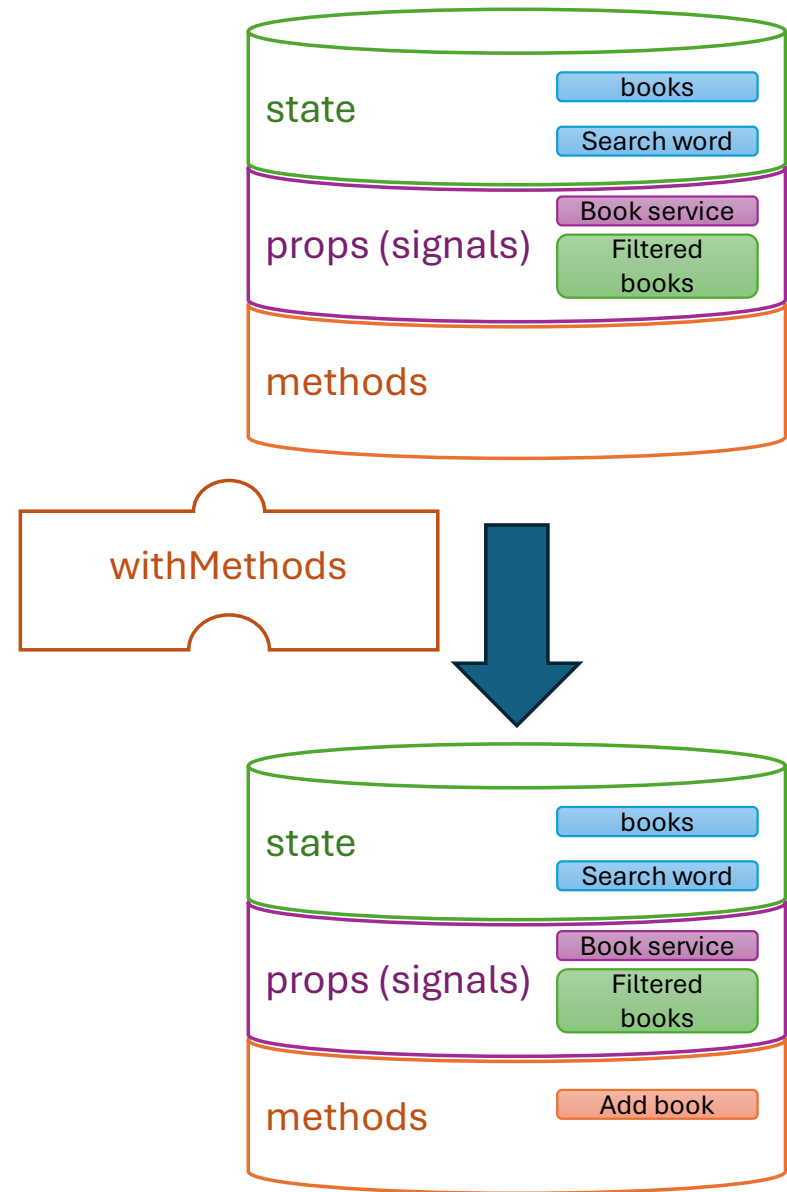 state
books
Search word
props (signals)
Book service
Filtered
books
methods
withMethods
state
books
Search word
props (signals)
Book service
Filtered
books
methods
Add book